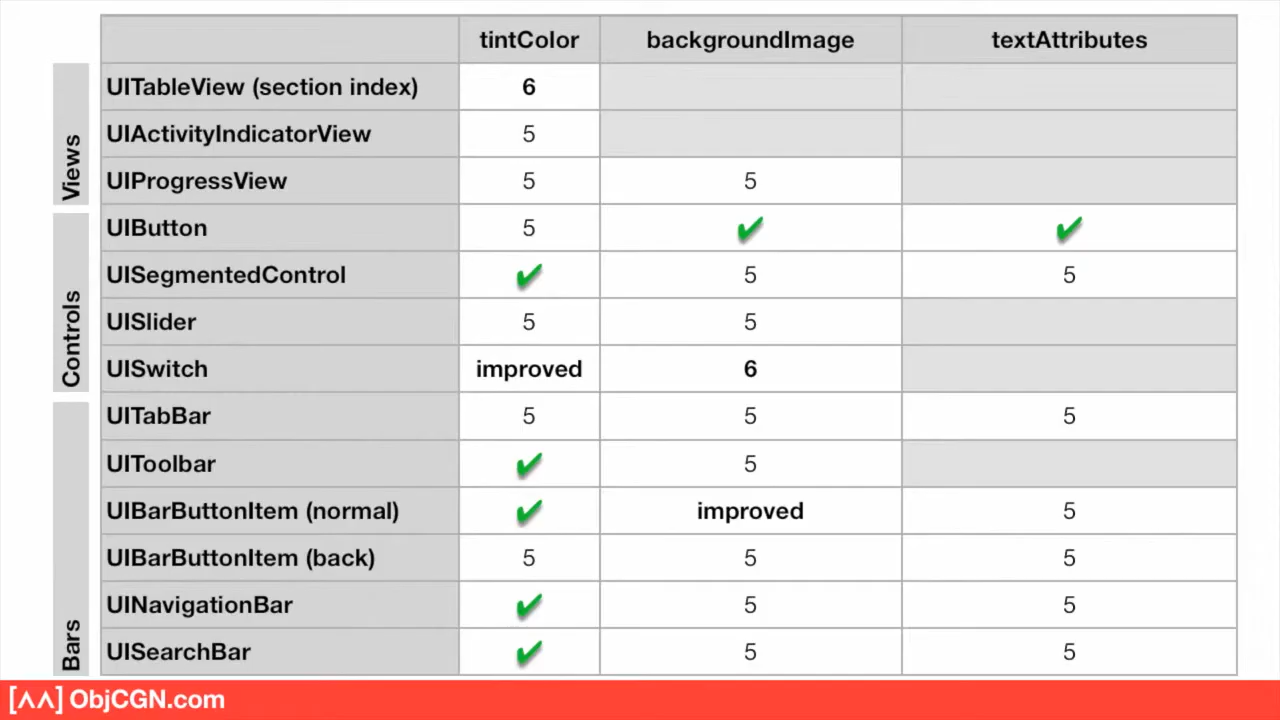 tintColor backgroundImage textAttributes
Views
UITableView (section index) 6
UIActivityIndicatorView 5
UIProgressView 5 5
Controls
UIButton 5 ✔ ✔
UISegmentedControl ✔ 5 5
UISlider 5 5
UISwitch improved 6
Bars
UITabBar 5 5 5
UIToolbar ✔ 5
UIBarButtonItem (normal) ✔ improved 5
UIBarButtonItem (back) 5 5 5
UINavigationBar ✔ 5 5
UISearchBar ✔ 5 5
[∧∧] ObjCGN.com